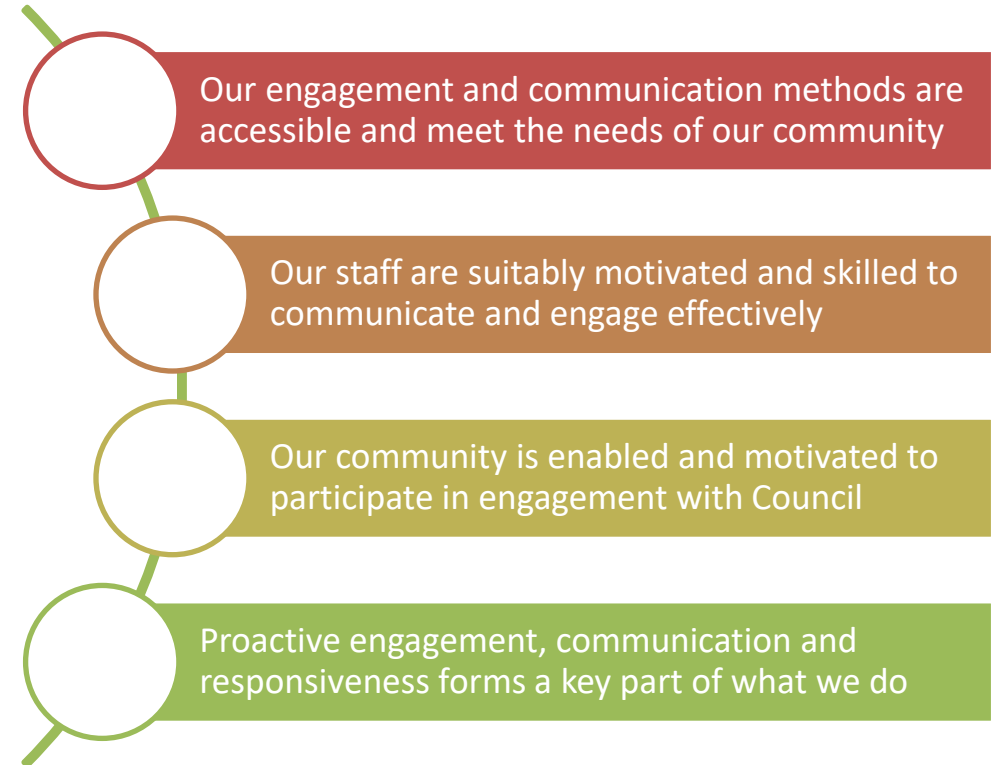 Our engagement and communication methods are
accessible and meet the needs of our community
Our staff are suitably motivated and skilled to
communicate and engage effectively
Our community is enabled and motivated to
participate in engagement with Council
Proactive engagement, communication and
responsiveness forms a key part of what we do